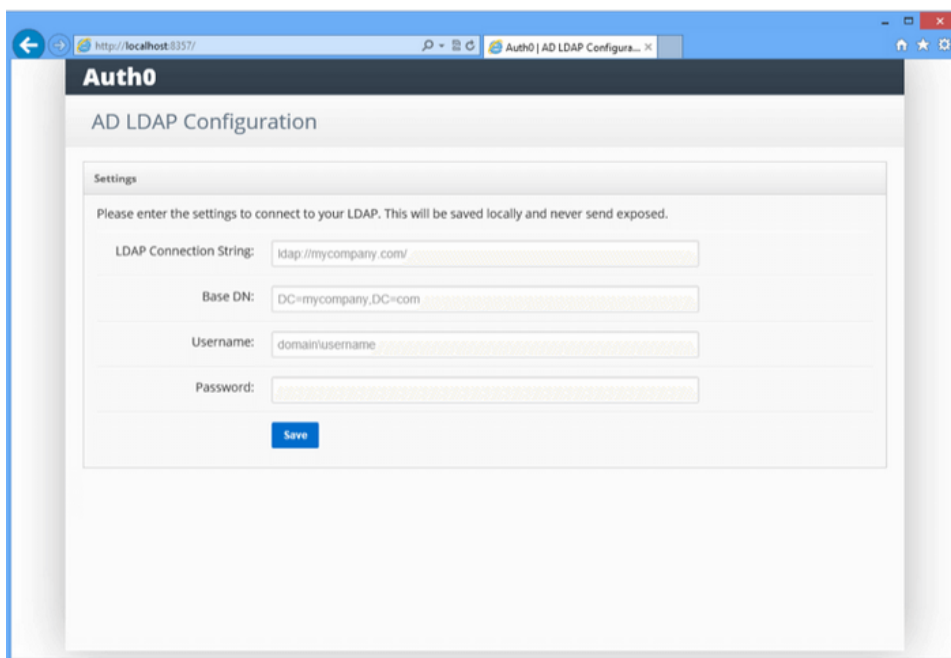 http://localhost:8357/
Auth0 | AD LDAP Configura...
Auth0
AD LDAP Configuration
Settings
Please enter the settings to connect to your LDAP. This will be saved locally and never send exposed.
LDAP Connection String: ldap://mycompany.com/
Base DN: DC=mycompany,DC=com
Username: domain\username
Password:
Save